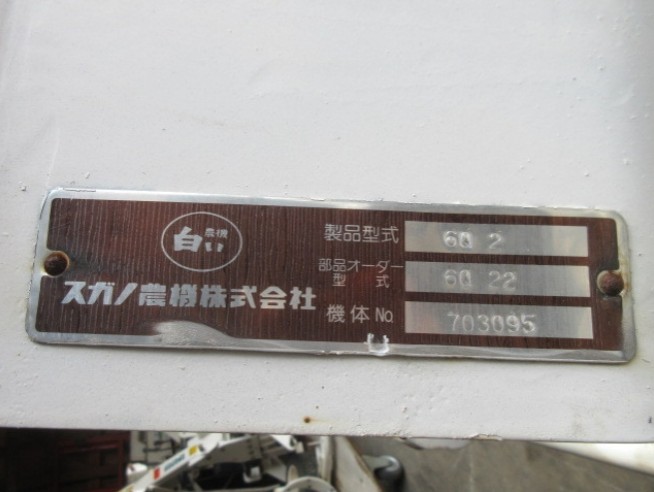 白い農機
スガノ農機株式会社
製品型式 6Q 2
部品オーダー型式 6Q 22
機体No. 703095